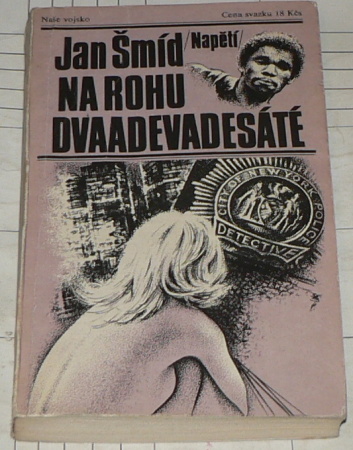 Naše vojsko
Cena svazku 18 Kčs
Jan Šmíd /Napětí/
NA ROHU
DVAADEVADESÁTÉ
CITY OF NEW YORK POLICE
DETECTIVE